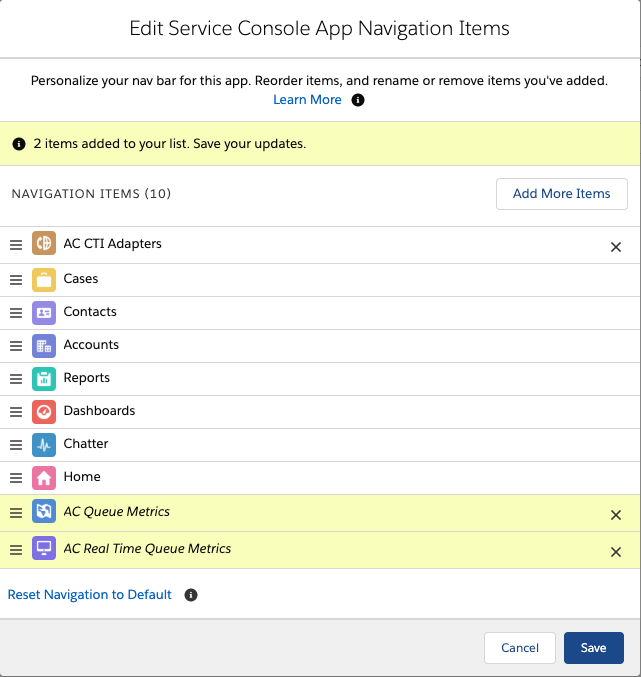 Edit Service Console App Navigation Items
Personalize your nav bar for this app. Reorder items, and rename or remove items you've added.
Learn More
2 items added to your list. Save your updates.
NAVIGATION ITEMS (10)
Add More Items
AC CTI Adapters
Cases
Contacts
Accounts
Reports
Dashboards
Chatter
Home
AC Queue Metrics
AC Real Time Queue Metrics
Reset Navigation to Default
Cancel
Save